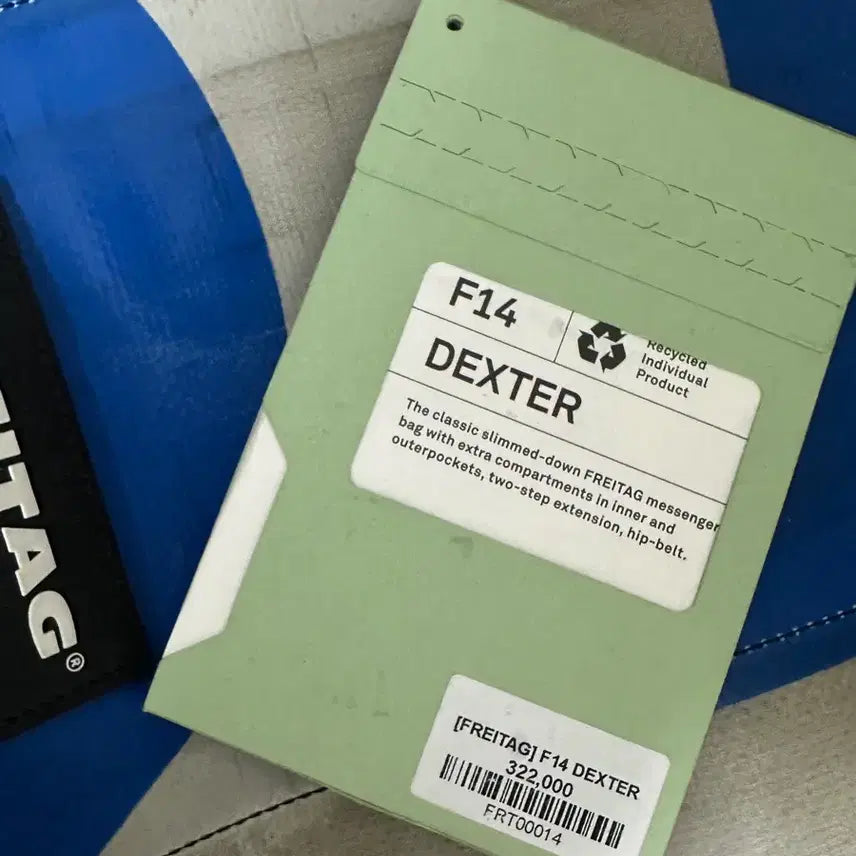 F14
Recycled
Individual
Product
DEXTER
The classic slimmed-down FREITAG messenger
bag with extra compartments in inner and
outerpockets, two-step extension, hip-belt.
ITAG®
[FREITAG] F14 DEXTER
322,000
FRT00014